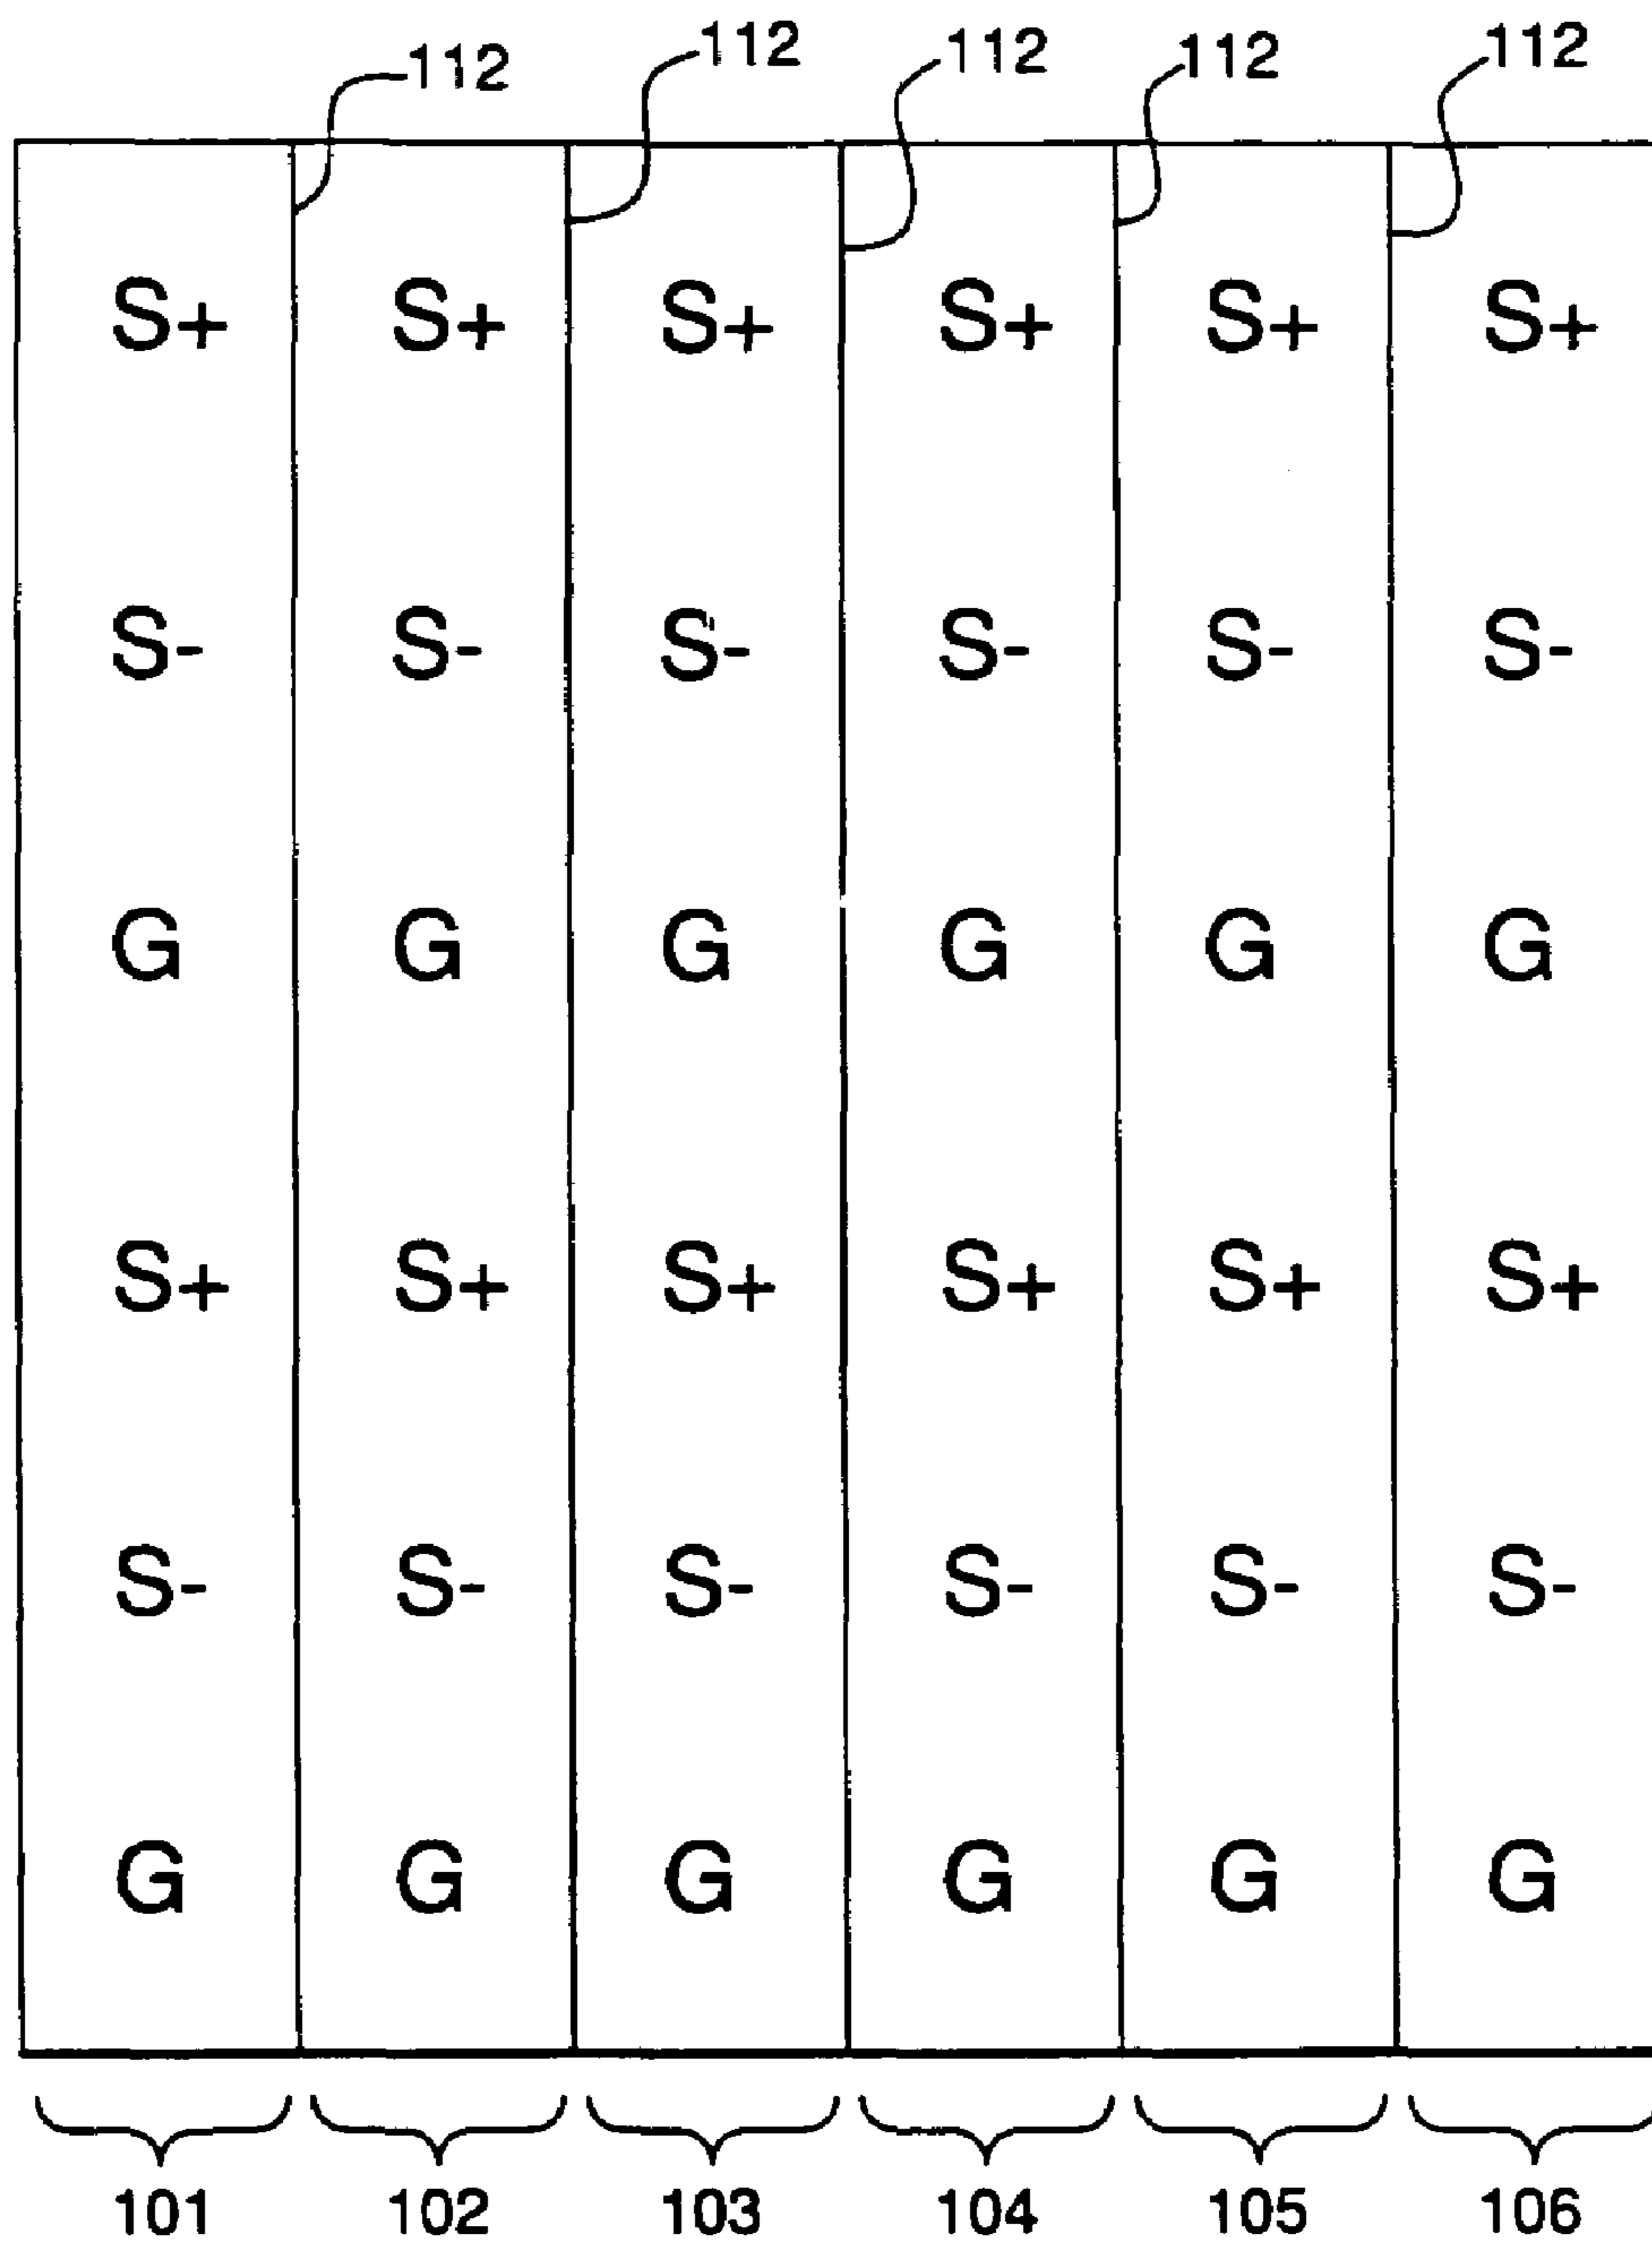 112 112 112 112 112
S+ S+ S+ S+ S+ S+
S- S- S- S- S- S-
G G G G G G
S+ S+ S+ S+ S+ S+
S- S- S- S- S- S-
G G G G G G
101 102 103 104 105 106